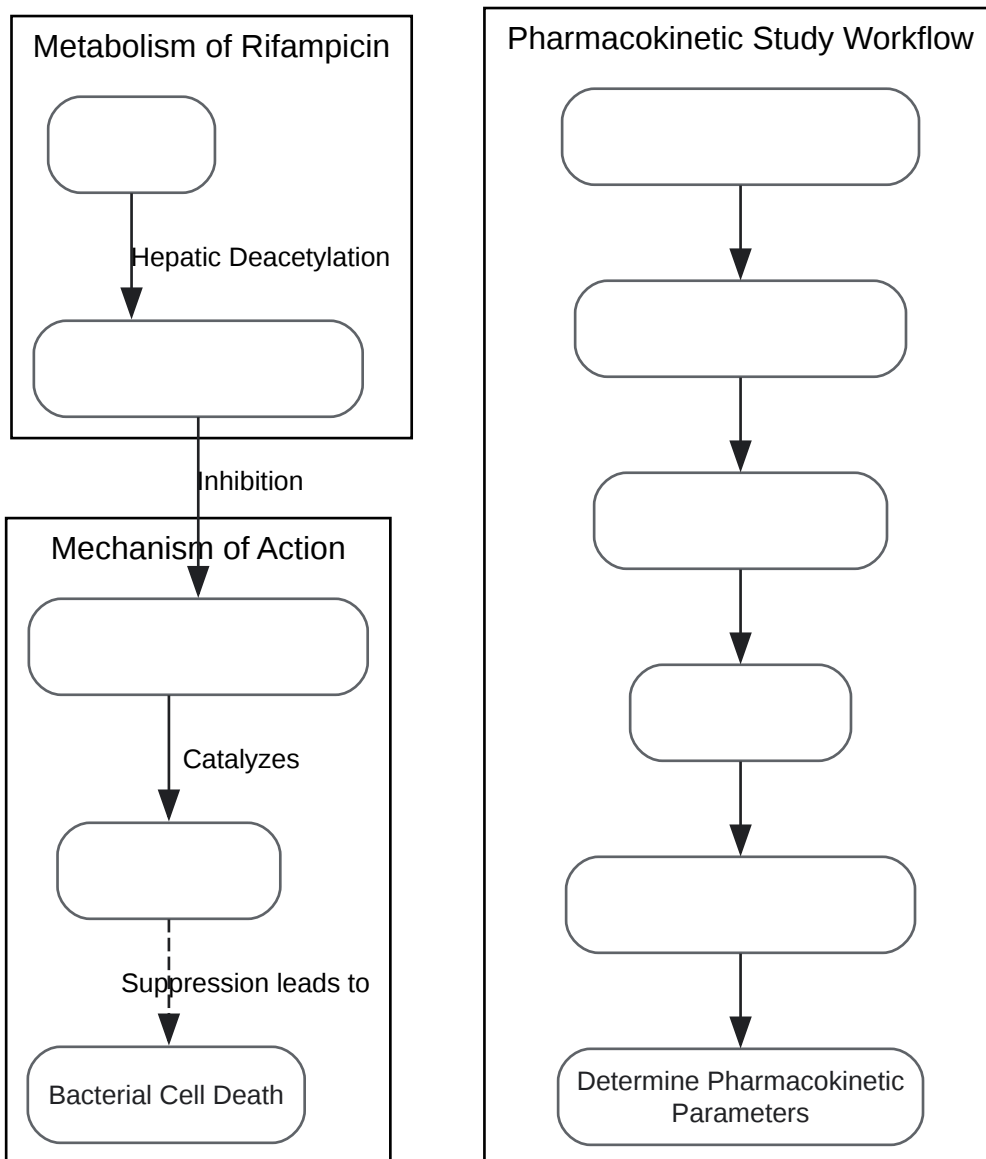 Metabolism of Rifampicin
Hepatic Deacetylation
Inhibition
Mechanism of Action
Catalyzes
Suppression leads to
Bacterial Cell Death
Pharmacokinetic Study Workflow
Determine Pharmacokinetic
Parameters